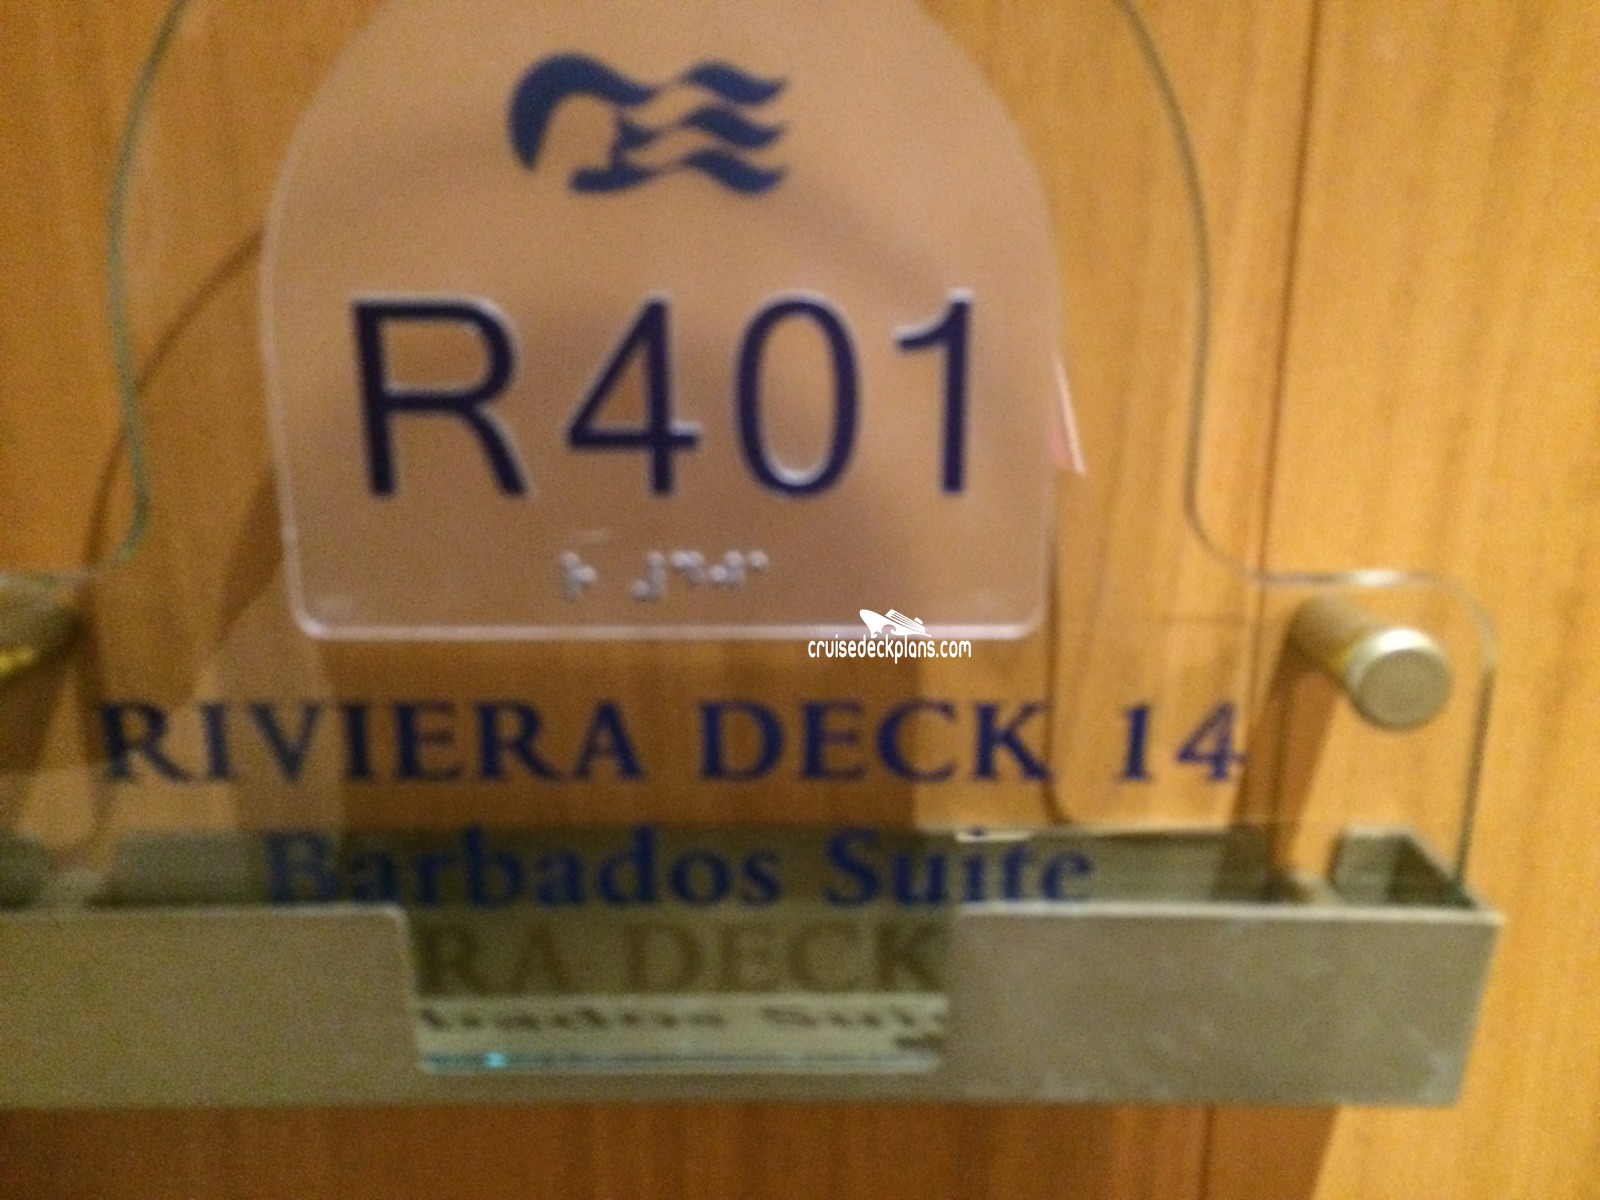 R401
cruisedeckplans.com
RIVIERA DECK 14
Barbados Suite